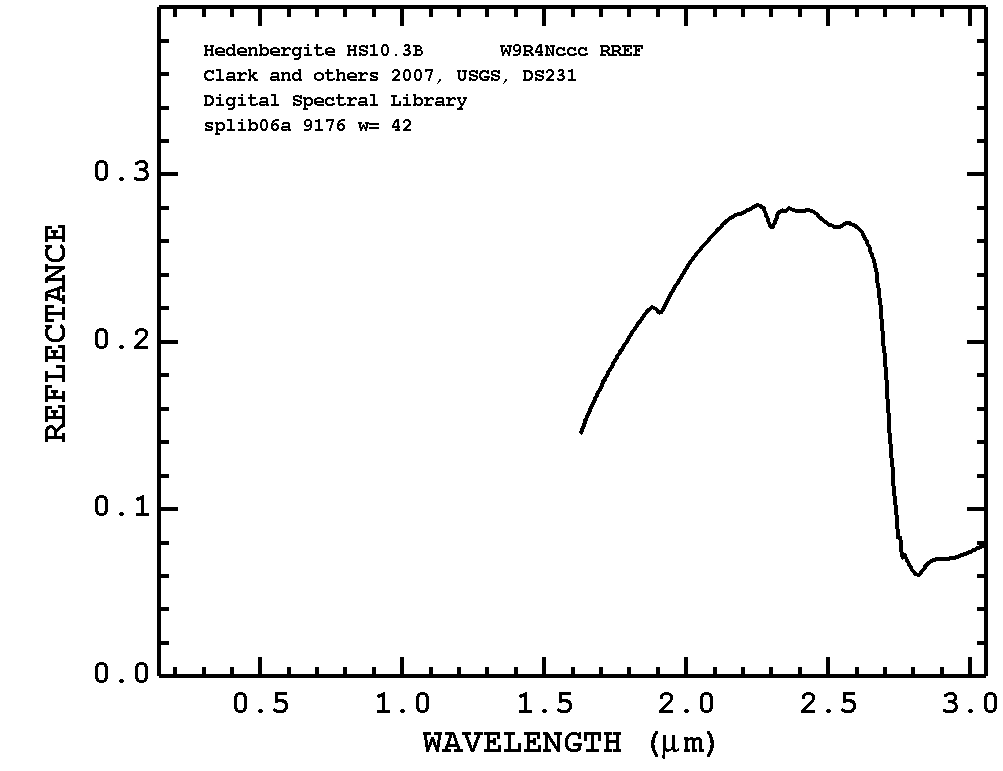 Hedenbergite HS10.3B W9R4Nccc RREF
Clark and others 2007, USGS, DS231
Digital Spectral Library
splib06a 9176 w= 42
REFLECTANCE
0.3
0.2
0.1
0.0
0.5 1.0 1.5 2.0 2.5 3.0
WAVELENGTH (μm)